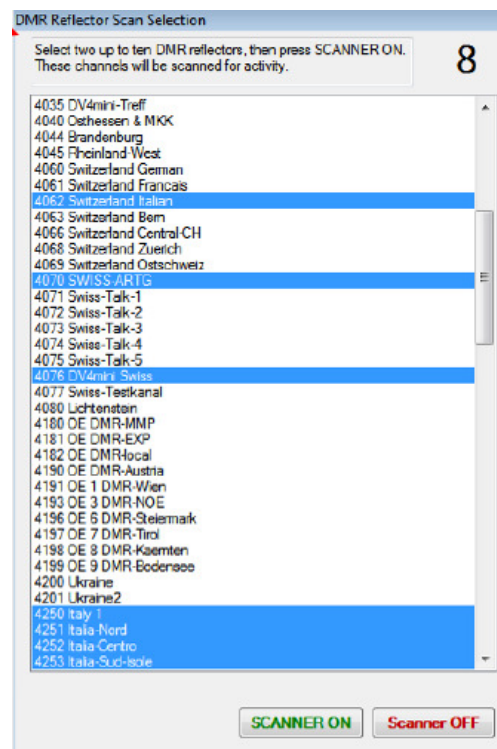 DMR Reflector Scan Selection
Select two up to ten DMR reflectors, then press SCANNER ON.
These channels will be scanned for activity.
8
4035 DV4mini-Treff
4040 Osthessen & MKK
4044 Brandenburg
4045 Rheinland-West
4060 Switzerland German
4061 Switzerland Francais
4062 Switzerland Italian
4063 Switzerland Bern
4066 Switzerland Central-CH
4068 Switzerland Zuerich
4069 Switzerland Ostschweiz
4070 SWISS-ARTG
4071 Swiss-Talk-1
4072 Swiss-Talk-2
4073 Swiss-Talk-3
4074 Swiss-Talk-4
4075 Swiss-Talk-5
4076 DV4mini Swiss
4077 Swiss-Testkanal
4080 Lichtenstein
4180 OE DMR-MMP
4181 OE DMR-EXP
4182 OE DMR-local
4190 OE DMR-Austria
4191 OE 1 DMR-Wien
4193 OE 3 DMR-NOE
4196 OE 6 DMR-Steiermark
4197 OE 7 DMR-Tirol
4198 OE 8 DMR-Kaernten
4199 OE 9 DMR-Bodensee
4200 Ukraine
4201 Ukraine2
4250 Italy 1
4251 Italia-Nord
4252 Italia-Centro
4253 Italia-Sud-Isole
SCANNER ON
Scanner OFF